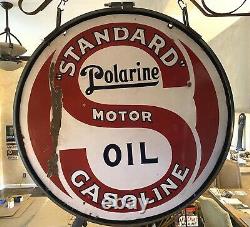 "STANDARD"
Polarine
MOTOR
OIL
GASOLINE